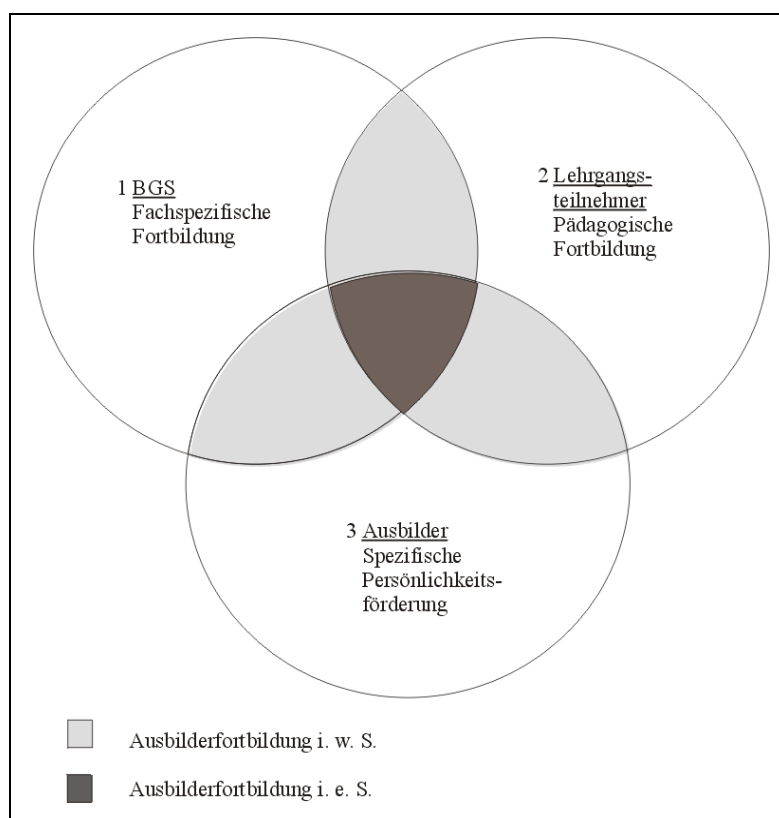 1 BGS
Fachspezifische
Fortbildung
2 Lehrgangs-
teilnehmer
Pädagogische
Fortbildung
3 Ausbilder
Spezifische
Persönlichkeits-
förderung
Ausbilderfortbildung i. w. S.
Ausbilderfortbildung i. e. S.